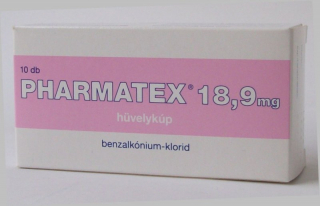 10 db
PHARMATEX® 18,9mg
hüvelykúp
benzalkónium-klorid